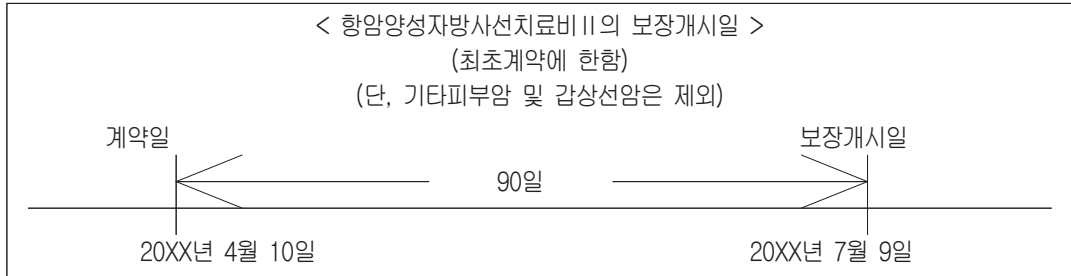 < 항암양성자방사선치료비Ⅱ의 보장개시일 >
(최초계약에 한함)
(단, 기타피부암 및 갑상선암은 제외)
계약일 보장개시일
90일
20XX년 4월 10일 20XX년 7월 9일